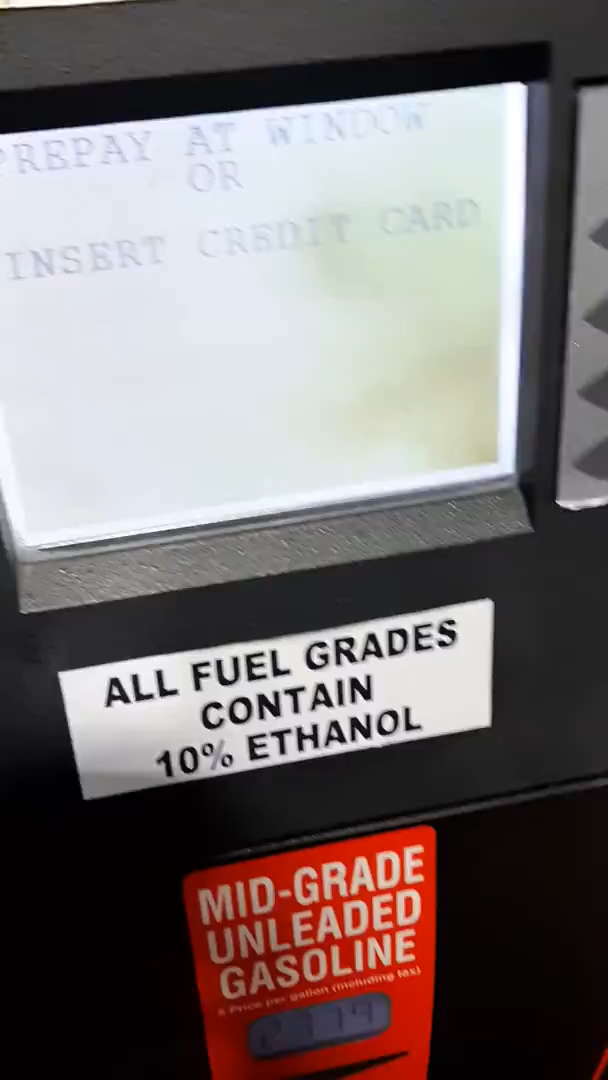 PREPAY AT WINDOW
OR
INSERT CREDIT CARD
ALL FUEL GRADES
CONTAIN
10% ETHANOL
MID-GRADE
UNLEADED
GASOLINE
Price per gallon (including tax)